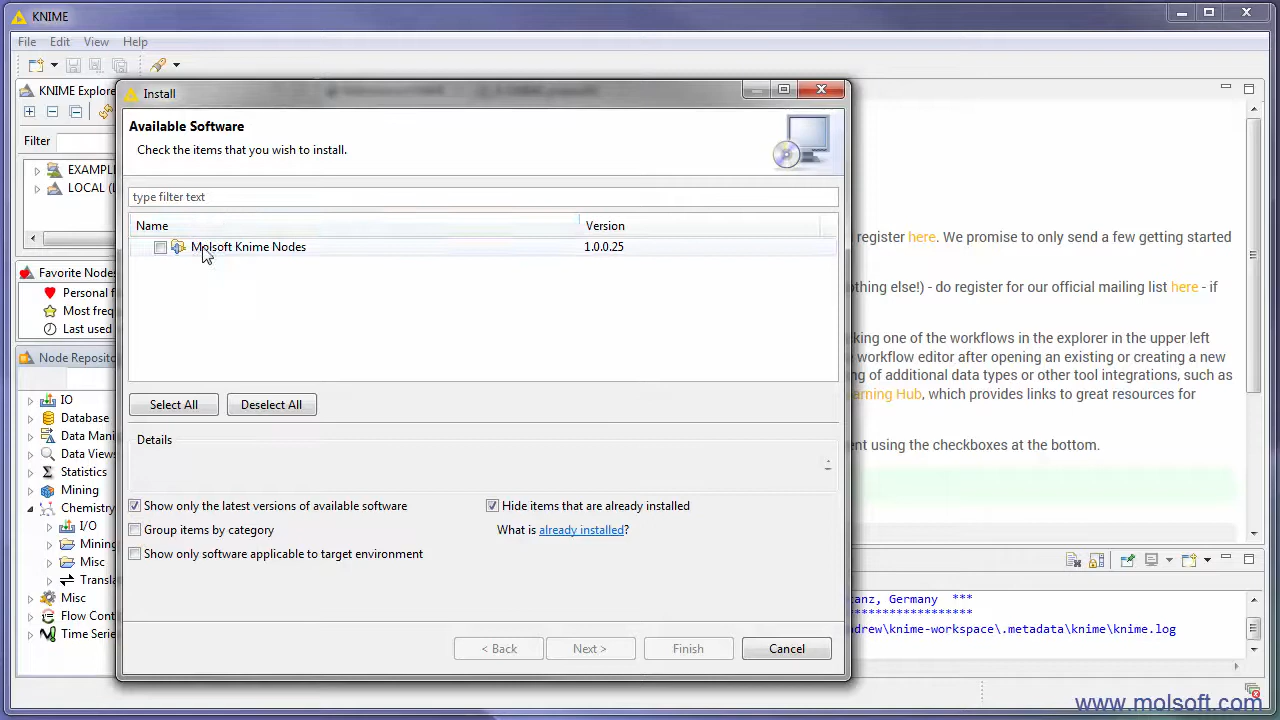 KNIME
File Edit View Help
KNIME Explor
Install
Available Software
Check the items that you wish to install.
Filter
type filter text
EXAMPL
LOCAL (L
Name Version
Molsoft Knime Nodes 1.0.0.25
register here. We promise to only send a few getting started
Favorite Nodes
Personal f
Most freq
Last used
othing else!) - do register for our official mailing list here - if
king one of the workflows in the explorer in the upper left
workflow editor after opening an existing or creating a new
ng of additional data types or other tool integrations, such as
arning Hub, which provides links to great resources for
ent using the checkboxes at the bottom.
Node Reposito
IO
Database
Data Mani
Data Views
Statistics
Mining
Chemistry
I/O
Mining
Misc
Transla
Misc
Flow Cont
Time Serie
Select All Deselect All
Details
Show only the latest versions of available software
Hide items that are already installed
Group items by category
What is already installed?
Show only software applicable to target environment
< Back Next > Finish Cancel
anz, Germany ***
******************
drew\knime-workspace\.metadata\knime\knime.log
www.molsoft.com